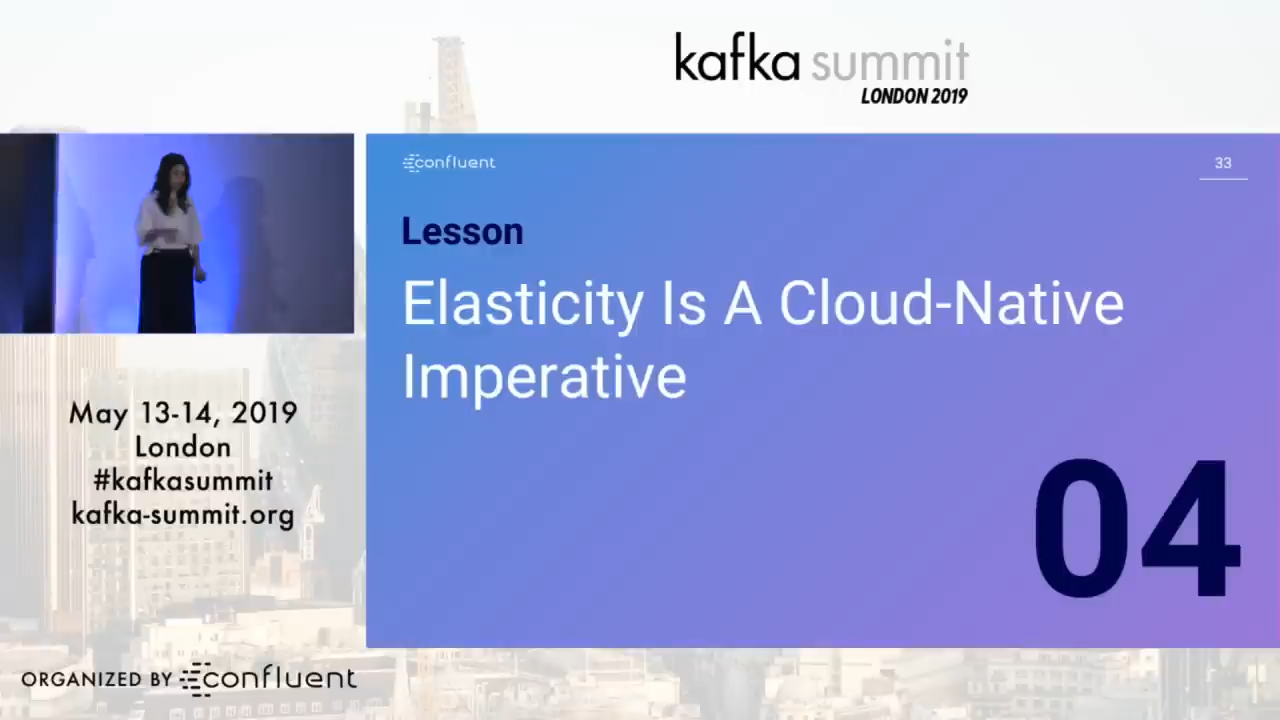 kafka summit
LONDON 2019
confluent
33
Lesson
Elasticity Is A Cloud-Native
Imperative
04
May 13-14, 2019
London
#kafkasummit
kafka-summit.org
ORGANIZED BY confluent